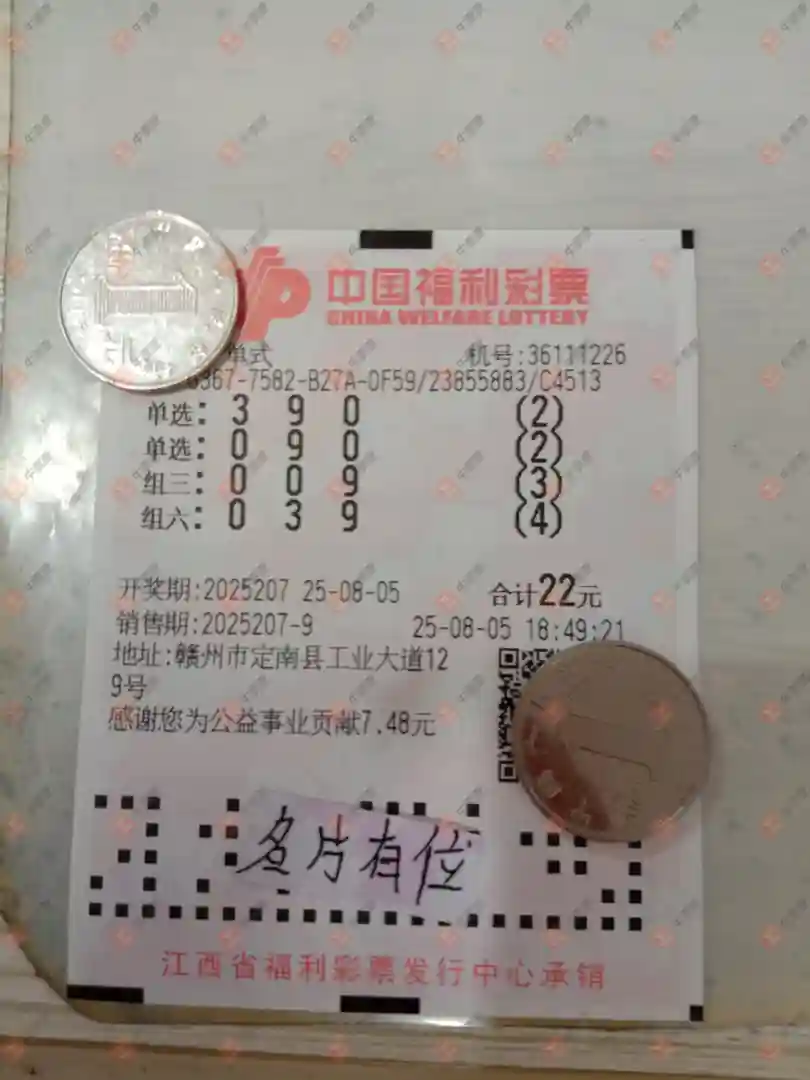 中国福利彩票
CHINA WELFARE LOTTERY
单式 机号:36111226
6367-7582-B27A-0F59/23855883/C4513
单选: 3 9 0 (2)
单选: 0 9 0 (2)
组三: 0 0 9 (3)
组六: 0 3 9 (4)
开奖期:2025207 25-08-05 合计22元
销售期:2025207-9 25-08-05 18:49:21
地址:赣州市定南县工业大道12
9号
感谢您为公益事业贡献7.48元
名片有位
江西省福利彩票发行中心承销